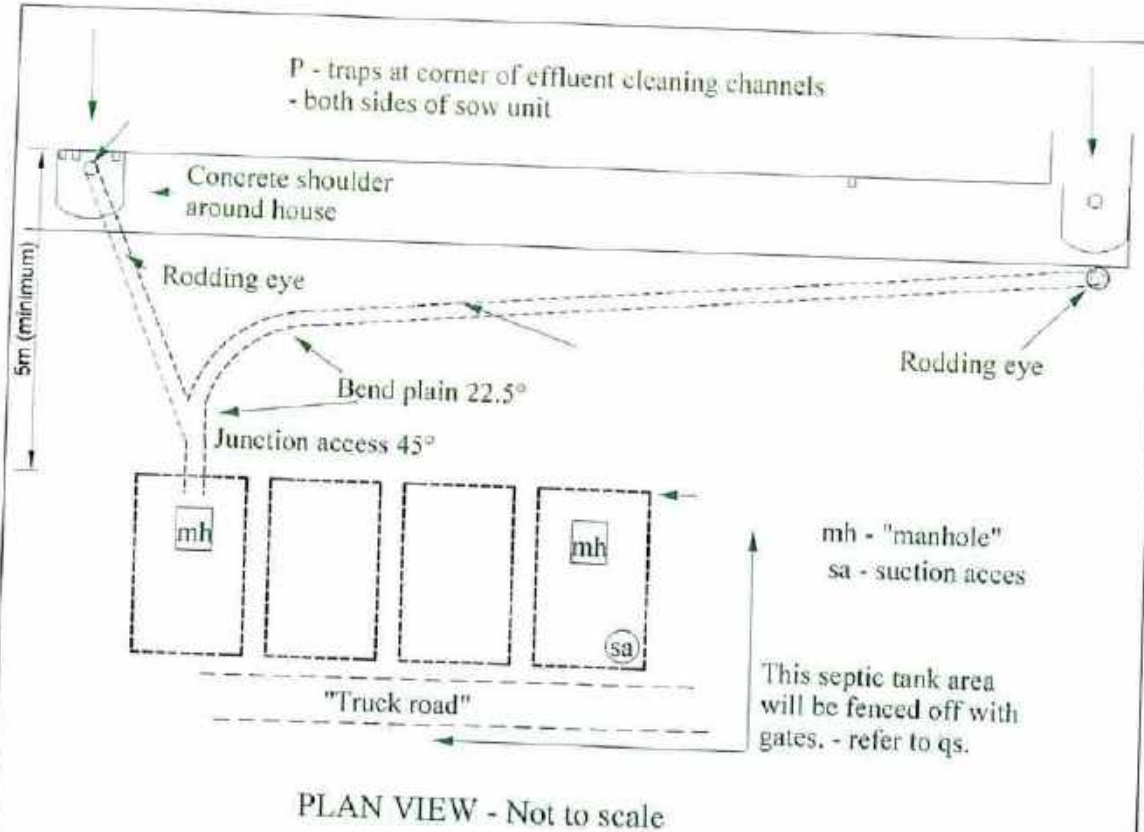 P - traps at corner of effluent cleaning channels
- both sides of sow unit
Concrete shoulder
around house
5m (minimum)
Rodding eye
Rodding eye
Bend plain 22.5°
Junction access 45°
mh
mh
mh - "manhole"
sa - suction acces
sa
"Truck road"
This septic tank area
will be fenced off with
gates. - refer to qs.
PLAN VIEW - Not to scale